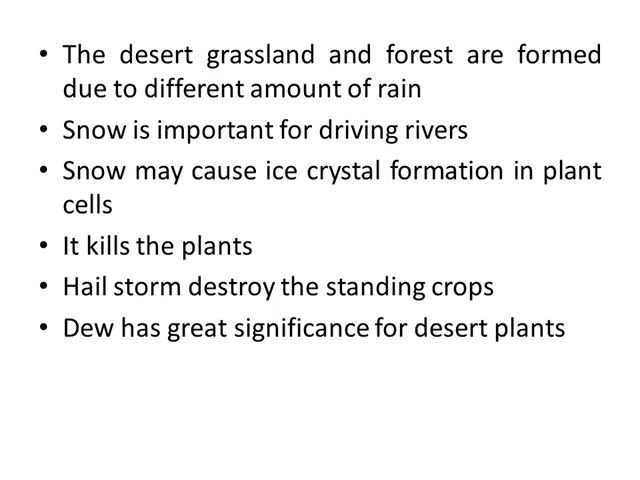 • The desert grassland and forest are formed
due to different amount of rain
• Snow is important for driving rivers
• Snow may cause ice crystal formation in plant
cells
• It kills the plants
• Hail storm destroy the standing crops
• Dew has great significance for desert plants